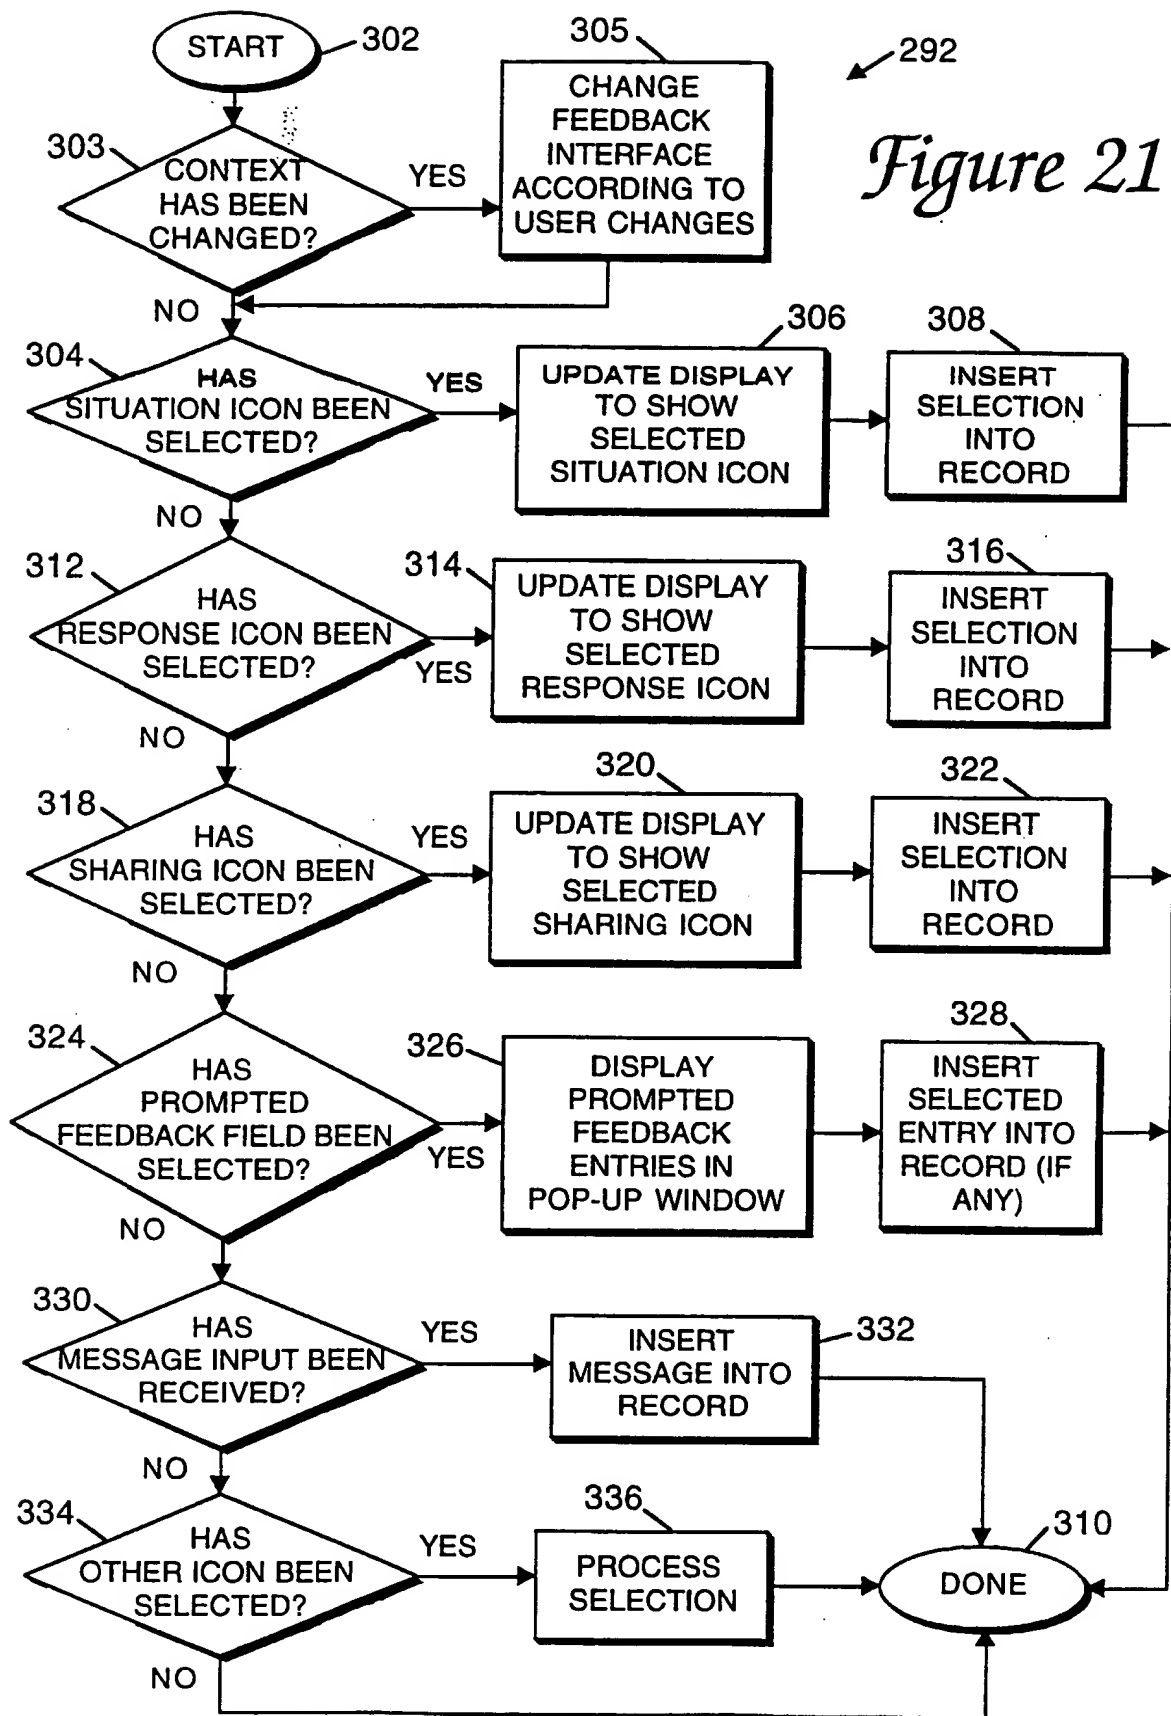 START
302
305
292
CHANGE
FEEDBACK
INTERFACE
ACCORDING TO
USER CHANGES
Figure 21
303
CONTEXT
HAS BEEN
CHANGED?
YES
NO
304
HAS
SITUATION ICON BEEN
SELECTED?
YES
306
UPDATE DISPLAY
TO SHOW
SELECTED
SITUATION ICON
308
INSERT
SELECTION
INTO
RECORD
NO
312
HAS
RESPONSE ICON BEEN
SELECTED?
YES
314
UPDATE DISPLAY
TO SHOW
SELECTED
RESPONSE ICON
316
INSERT
SELECTION
INTO
RECORD
NO
318
HAS
SHARING ICON BEEN
SELECTED?
YES
320
UPDATE DISPLAY
TO SHOW
SELECTED
SHARING ICON
322
INSERT
SELECTION
INTO
RECORD
NO
324
HAS
PROMPTED
FEEDBACK FIELD BEEN
SELECTED?
YES
326
DISPLAY
PROMPTED
FEEDBACK
ENTRIES IN
POP-UP WINDOW
328
INSERT
SELECTED
ENTRY INTO
RECORD (IF
ANY)
NO
330
HAS
MESSAGE INPUT BEEN
RECEIVED?
YES
INSERT
MESSAGE INTO
RECORD
332
NO
334
HAS
OTHER ICON BEEN
SELECTED?
YES
336
PROCESS
SELECTION
310
DONE
NO